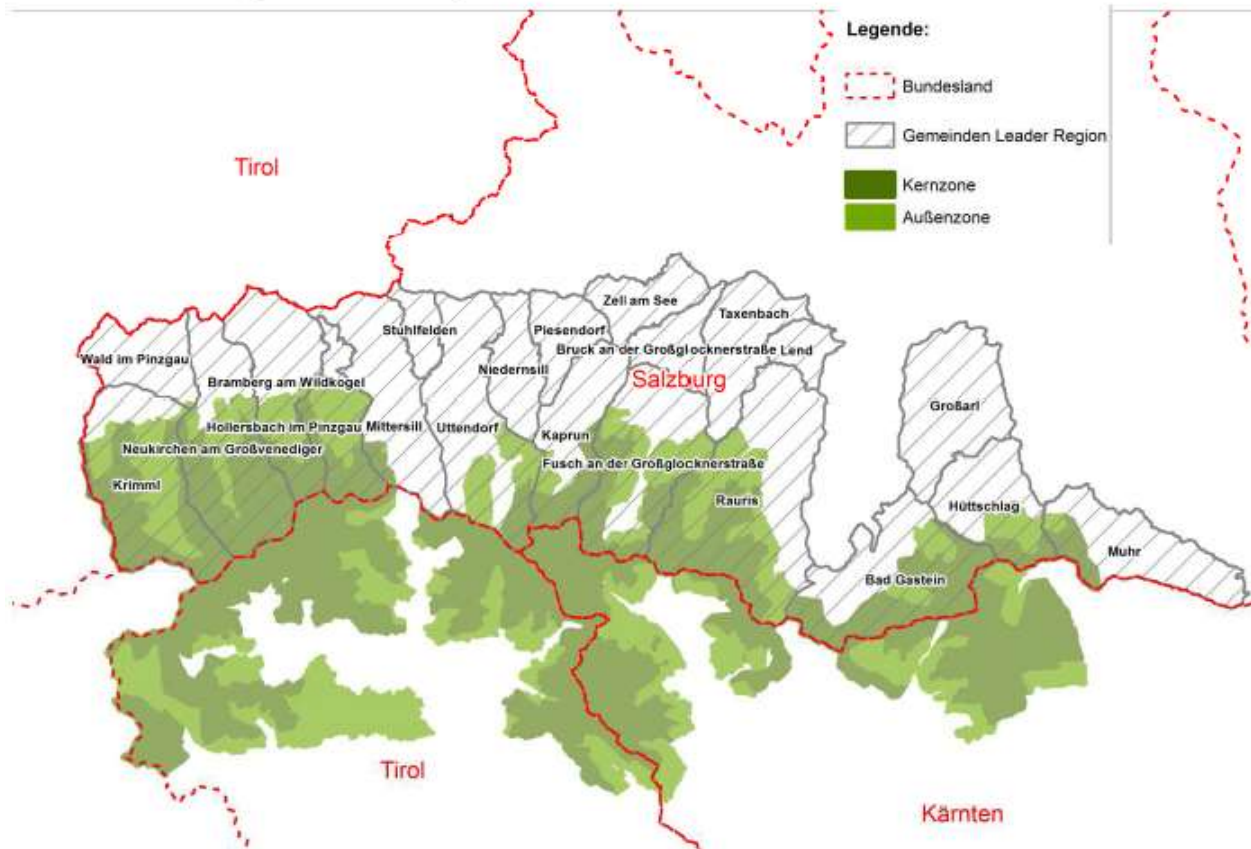 Legende:
Bundesland
Gemeinden Leader Region
Kernzone
Außenzone
Tirol
Zell am See
Taxenbach
Stuhlfelden
Piesendorf
Wald im Pinzgau
Bruck an der Großglocknerstraße
Lend
Niedernsill
Bramberg am Wildkogel
Salzburg
Großarl
Hollersbach im Pinzgau
Mittersill
Uttendorf
Kaprun
Neukirchen am Großvenediger
Fusch an der Großglocknerstraße
Krimml
Rauris
Hüttschlag
Muhr
Bad Gastein
Tirol
Kärnten